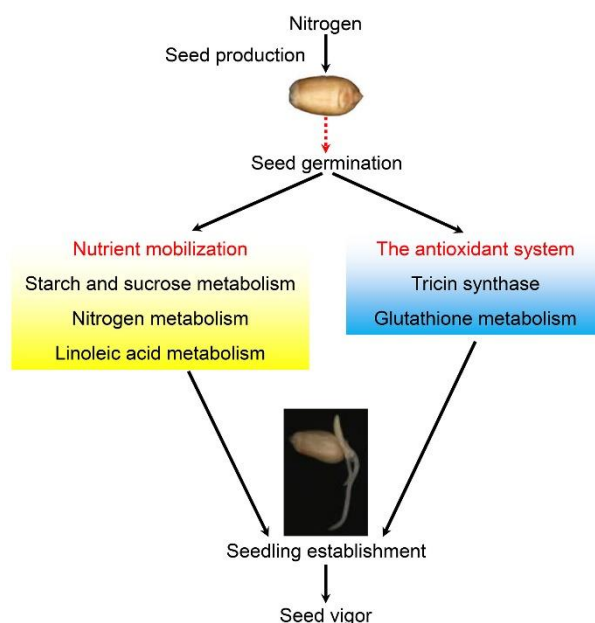 Nitrogen
Seed production
Seed germination
Nutrient mobilization
Starch and sucrose metabolism
Nitrogen metabolism
Linoleic acid metabolism
The antioxidant system
Tricin synthase
Glutathione metabolism
Seedling establishment
Seed vigor